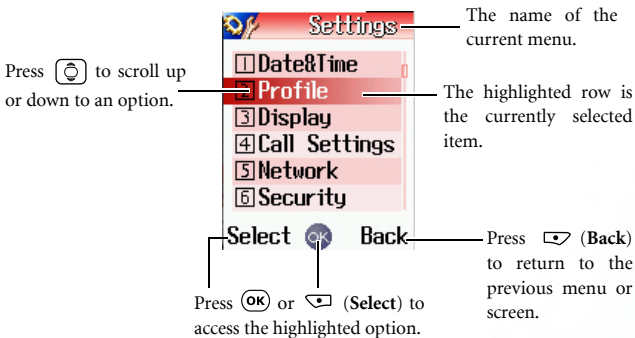 Settings
1 Date&Time
2 Profile
3 Display
4 Call Settings
5 Network
6 Security
Select OK Back
The name of the
current menu.
Press to scroll up
or down to an option.
The highlighted row is
the currently selected
item.
Press (Back)
to return to the
previous menu or
screen.
Press OK or (Select) to
access the highlighted option.